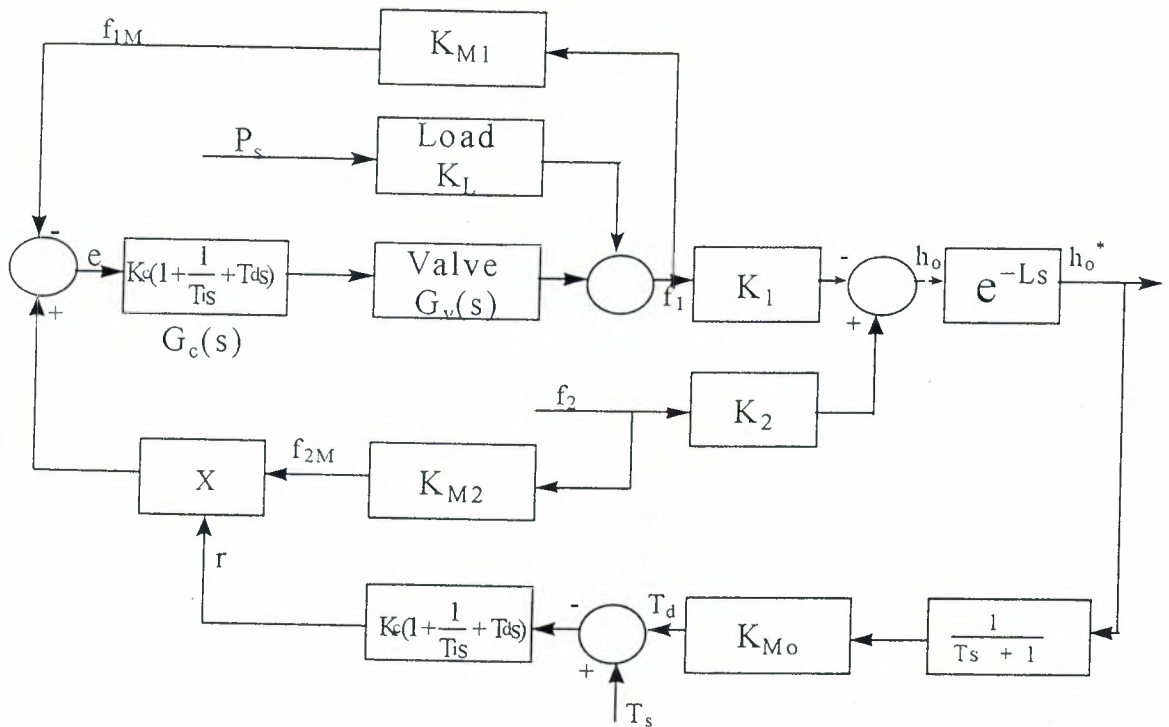 f1M
KM1
Ps
Load
KL
-
e
Kc(1+ 1/Tis +Tds)
Gc(s)
Valve
Gv(s)
f1
K1
-
ho
e-Ls
ho*
+
+
f2
K2
X
f2M
KM2
r
Kc(1+ 1/Tis +Tds)
-
Td
KMo
1
Ts + 1
+
Ts